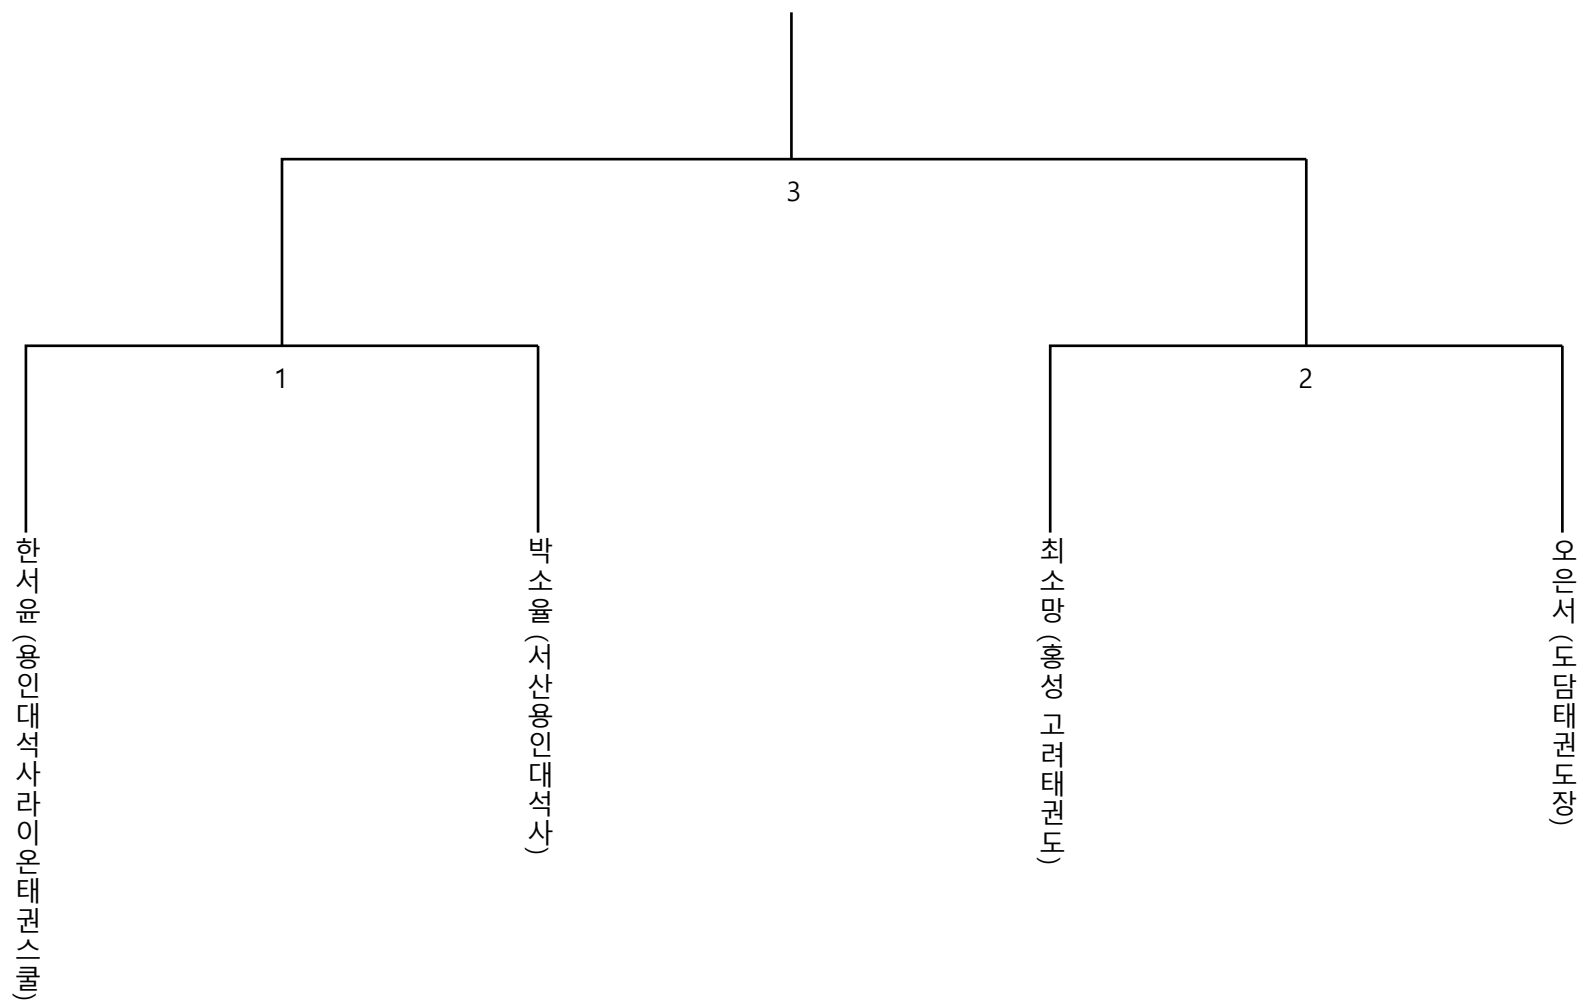 3
1
2
한서윤 (용인대석사라이온태권스쿨)
박소율 (서산용인대석사)
최소망 (홍성 고려태권도)
오은서 (도담태권도장)